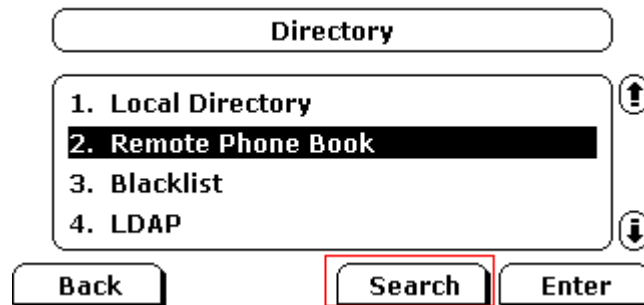 Directory
1. Local Directory
2. Remote Phone Book
3. Blacklist
4. LDAP
Back Search Enter